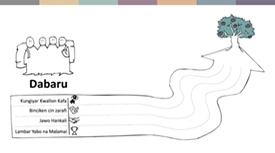 Dabaru
Kungiyar Kwallon Kafa
Binciken cin zarafi
Jawo Hankali
Lambar Yabo na Malamai